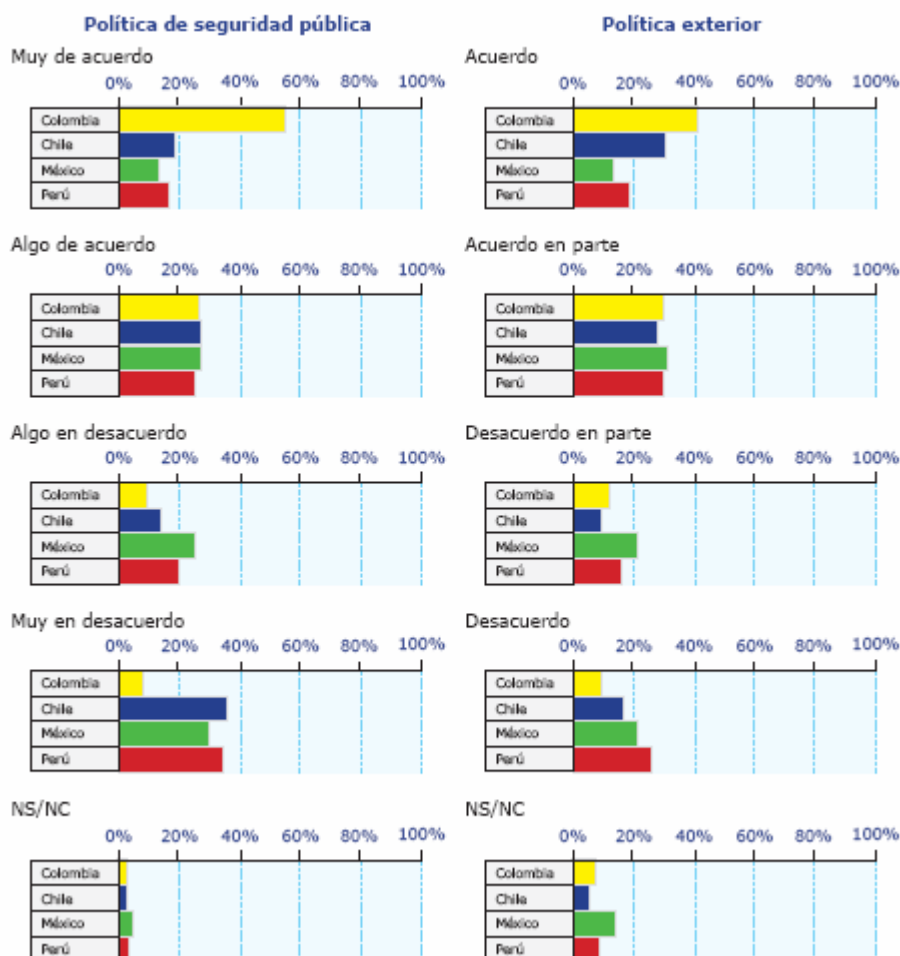 Política de seguridad pública
Muy de acuerdo
0% 20% 40% 60% 80% 100%
Colombia
Chile
México
Perú
Algo de acuerdo
0% 20% 40% 60% 80% 100%
Colombia
Chile
México
Perú
Algo en desacuerdo
0% 20% 40% 60% 80% 100%
Colombia
Chile
México
Perú
Muy en desacuerdo
0% 20% 40% 60% 80% 100%
Colombia
Chile
México
Perú
NS/NC
0% 20% 40% 60% 80% 100%
Colombia
Chile
México
Perú
Política exterior
Acuerdo
0% 20% 40% 60% 80% 100%
Colombia
Chile
México
Perú
Acuerdo en parte
0% 20% 40% 60% 80% 100%
Colombia
Chile
México
Perú
Desacuerdo en parte
0% 20% 40% 60% 80% 100%
Colombia
Chile
México
Perú
Desacuerdo
0% 20% 40% 60% 80% 100%
Colombia
Chile
México
Perú
NS/NC
0% 20% 40% 60% 80% 100%
Colombia
Chile
México
Perú